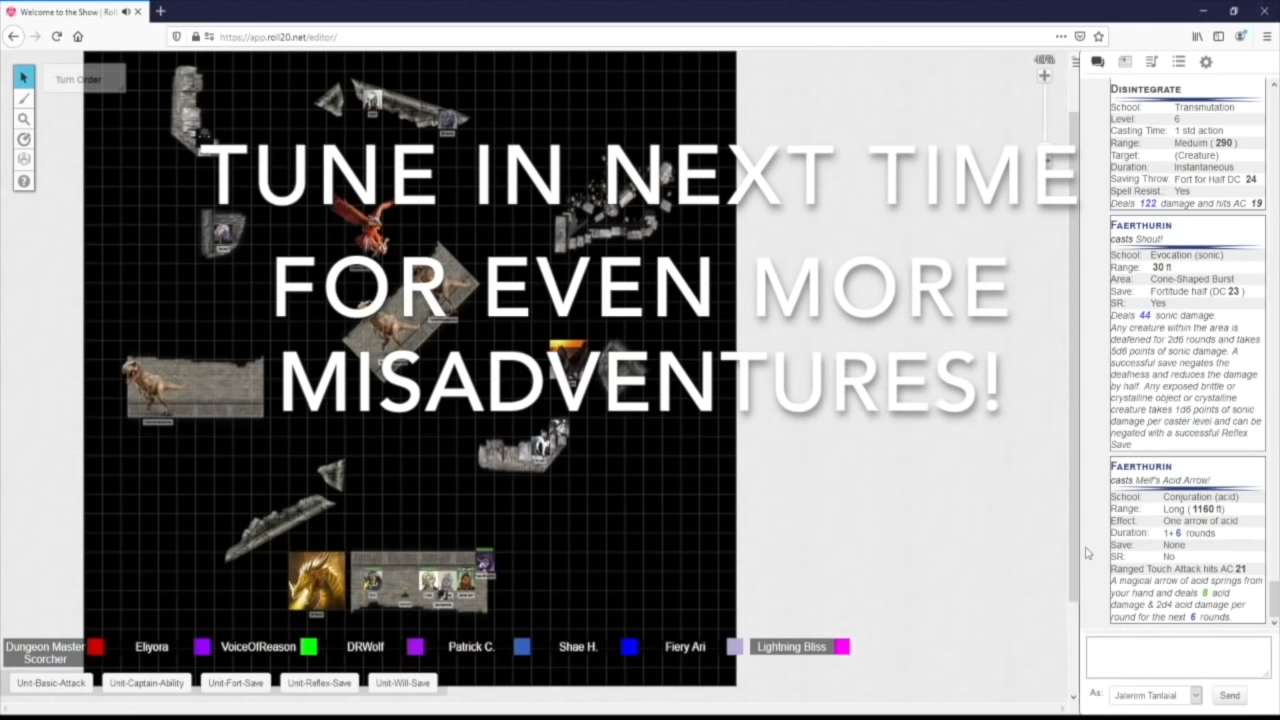 Welcome to the Show | Roll
https://app.roll20.net/editor/
Turn Order
TUNE IN NEXT TIME
FOR EVEN MORE
MISADVENTURES!
DISINTEGRATE
School: Transmutation
Level: 6
Casting Time: 1 std action
Range: Meduim ( 290 )
Target: (Creature)
Duration: Instantaneous
Saving Throw: Fort for Half DC 24
Spell Resist.: Yes
Deals 122 damage and hits AC 19
FAERTHURIN
casts Shout!
School: Evocation (sonic)
Range: 30 ft
Area: Cone-Shaped Burst
Save: Fortitude half (DC 23 )
SR: Yes
Deals 44 sonic damage.
Any creature within the area is
deafened for 2d6 rounds and takes
5d6 points of sonic damage. A
successful save negates the
deafness and reduces the damage
by half. Any exposed brittle or
crystalline object or crystalline
creature takes 1d6 points of sonic
damage per caster level and can be
negated with a successful Reflex
Save
FAERTHURIN
casts Melf's Acid Arrow!
School: Conjuration (acid)
Range: Long ( 1160 ft)
Effect: One arrow of acid
Duration: 1+ 6 rounds
Save: None
SR: No
Ranged Touch Attack hits AC 21
A magical arrow of acid springs from
your hand and deals 8 acid
damage & 2d4 acid damage per
round for the next 6 rounds.
Dungeon Master Scorcher
Eliyora
VoiceOfReason
DRWolf
Patrick C.
Shae H.
Fiery Ari
Lightning Bliss
Unit-Basic-Attack
Unit-Captain-Ability
Unit-Fort-Save
Unit-Reflex-Save
Unit-Will-Save
As: Jalerom Tanlaial
Send